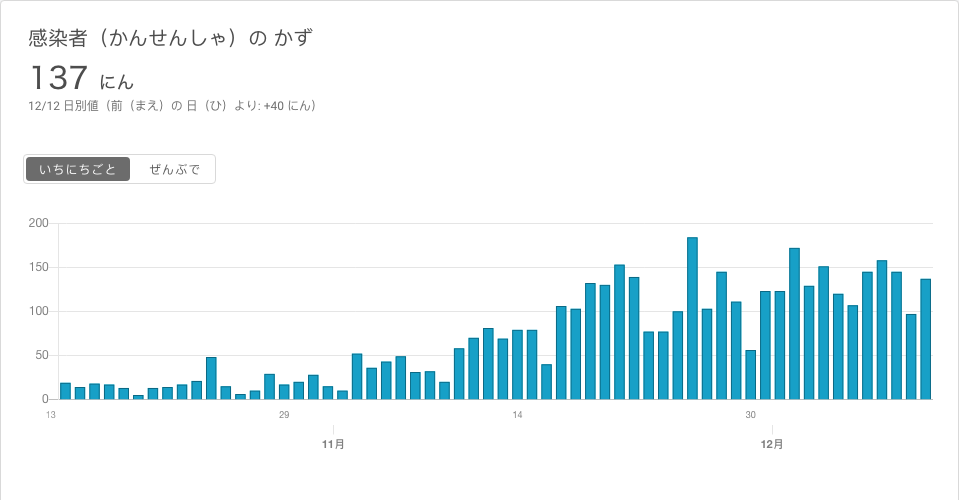 感染者（かんせんしゃ）の かず
137 にん
12/12 日別値（前（まえ）の 日（ひ）より: +40 にん）
いちにちごと ぜんぶで
200
150
100
50
0
13 29 14 30
11月 12月